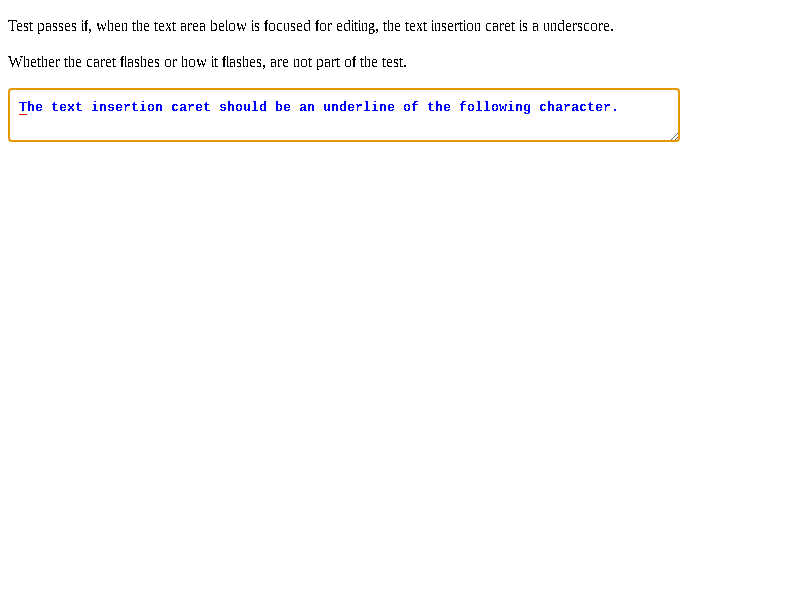 Test passes if, when the text area below is focused for editing, the text insertion caret is a underscore.
Whether the caret flashes or how it flashes, are not part of the test.
The text insertion caret should be an underline of the following character.